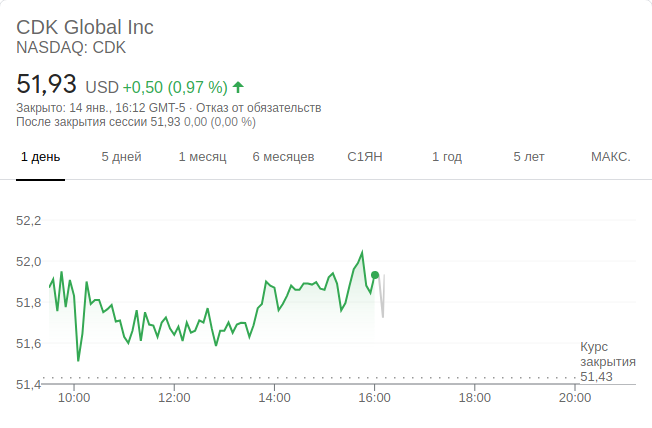 CDK Global Inc
NASDAQ: CDK
51,93 USD +0,50 (0,97 %)
Закрыто: 14 янв., 16:12 GMT-5 · Отказ от обязательств
После закрытия сессии 51,93 0,00 (0,00 %)
1 день 5 дней 1 месяц 6 месяцев С1ЯН 1 год 5 лет МАКС.
52,2
52,0
51,8
51,6
51,4
Курс
закрытия
51,43
10:00 12:00 14:00 16:00 18:00 20:00